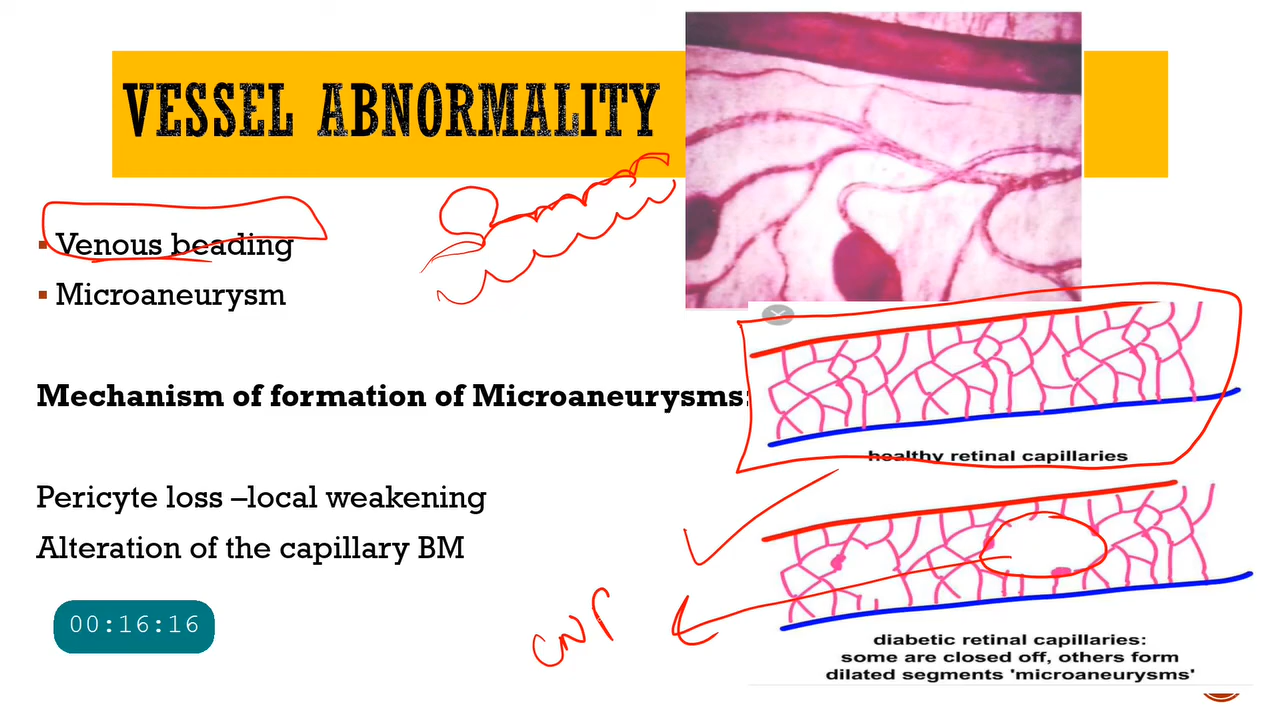 VESSEL ABNORMALITY
Venous beading
Microaneurysm
Mechanism of formation of Microaneurysms:
Pericyte loss –local weakening
Alteration of the capillary BM
00:16:16
healthy retinal capillaries
CNP
diabetic retinal capillaries:
some are closed off, others form
dilated segments 'microaneurysms'